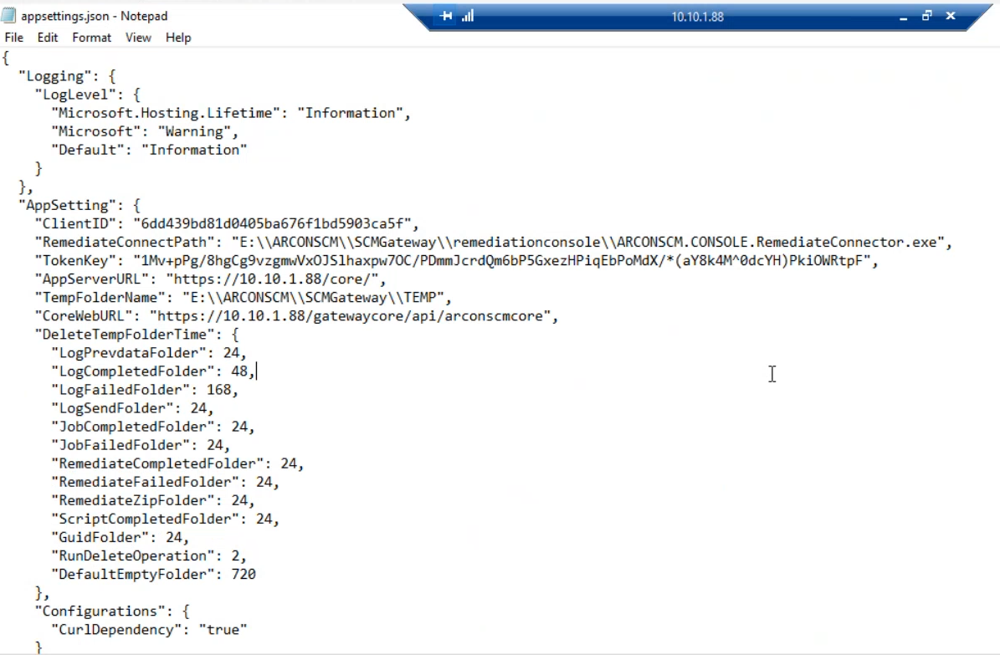 appsettings.json - Notepad
10.10.1.88
File Edit Format View Help
{
"Logging": {
"LogLevel": {
"Microsoft.Hosting.Lifetime": "Information",
"Microsoft": "Warning",
"Default": "Information"
}
},
"AppSetting": {
"ClientID": "6dd439bd81d0405ba676f1bd5903ca5f",
"RemediateConnectPath": "E:\\ARCONSCM\\SCMGateway\\remediationconsole\\ARCONSCM.CONSOLE.RemediateConnector.exe",
"TokenKey": "1Mv+pPg/8hgCg9vzgmwVxOJSlhaxpw7OC/PDmmJcrdQm6bP5GxezHPiqEbPoMdX/*(aY8k4M^0dcYH)PkiOWRtpF",
"AppServerURL": "https://10.10.1.88/core/",
"TempFolderName": "E:\\ARCONSCM\\SCMGateway\\TEMP",
"CoreWebURL": "https://10.10.1.88/gatewaycore/api/arconscmcore",
"DeleteTempFolderTime": {
"LogPrevdataFolder": 24,
"LogCompletedFolder": 48,
"LogFailedFolder": 168,
"LogSendFolder": 24,
"JobCompletedFolder": 24,
"JobFailedFolder": 24,
"RemediateCompletedFolder": 24,
"RemediateFailedFolder": 24,
"RemediateZipFolder": 24,
"ScriptCompletedFolder": 24,
"GuidFolder": 24,
"RunDeleteOperation": 2,
"DefaultEmptyFolder": 720
},
"Configurations": {
"CurlDependency": "true"
}